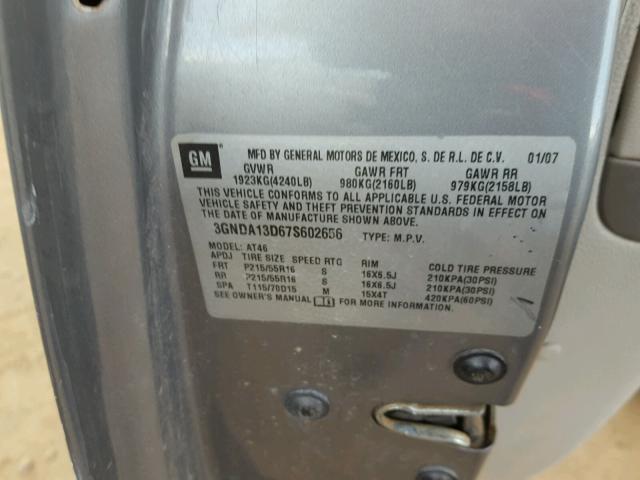 GM
MFD BY GENERAL MOTORS DE MEXICO, S. DE R.L. DE C.V. 01/07
GVWR GAWR FRT GAWR RR
1923KG(4240LB) 980KG(2160LB) 979KG(2158LB)
THIS VEHICLE CONFORMS TO ALL APPLICABLE U.S. FEDERAL MOTOR
VEHICLE SAFETY AND THEFT PREVENTION STANDARDS IN EFFECT ON
THE DATE OF MANUFACTURE SHOWN ABOVE.
3GNDA13D67S602656 TYPE: M.P.V.
MODEL: AT46
APDJ TIRE SIZE SPEED RTG RIM COLD TIRE PRESSURE
FRT P215/55R16 S 16X6.5J 210KPA(30PSI)
RR P215/55R16 S 16X6.5J 210KPA(30PSI)
SPA T115/70D15 M 15X4T 420KPA(60PSI)
SEE OWNER'S MANUAL FOR MORE INFORMATION.